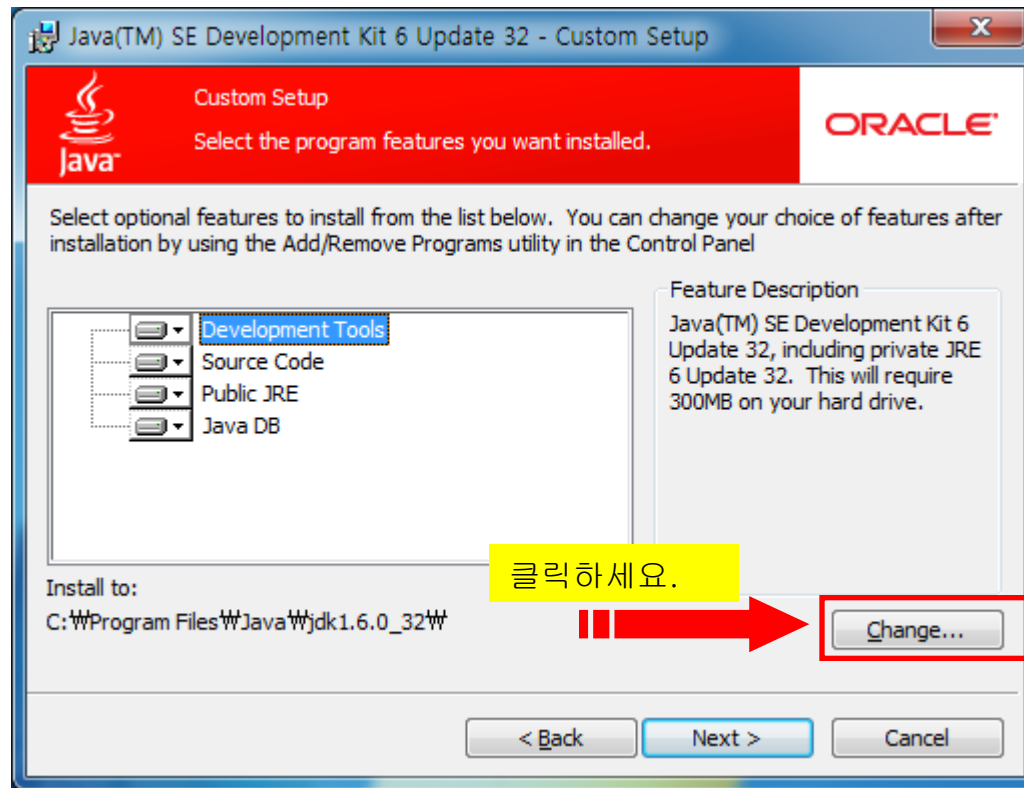 Java(TM) SE Development Kit 6 Update 32 - Custom Setup
Java
Custom Setup
Select the program features you want installed.
ORACLE
Select optional features to install from the list below. You can change your choice of features after
installation by using the Add/Remove Programs utility in the Control Panel
Development Tools
Source Code
Public JRE
Java DB
Feature Description
Java(TM) SE Development Kit 6
Update 32, including private JRE
6 Update 32. This will require
300MB on your hard drive.
클릭하세요.
Install to:
C:₩Program Files₩Java₩jdk1.6.0_32₩
Change...
< Back
Next >
Cancel